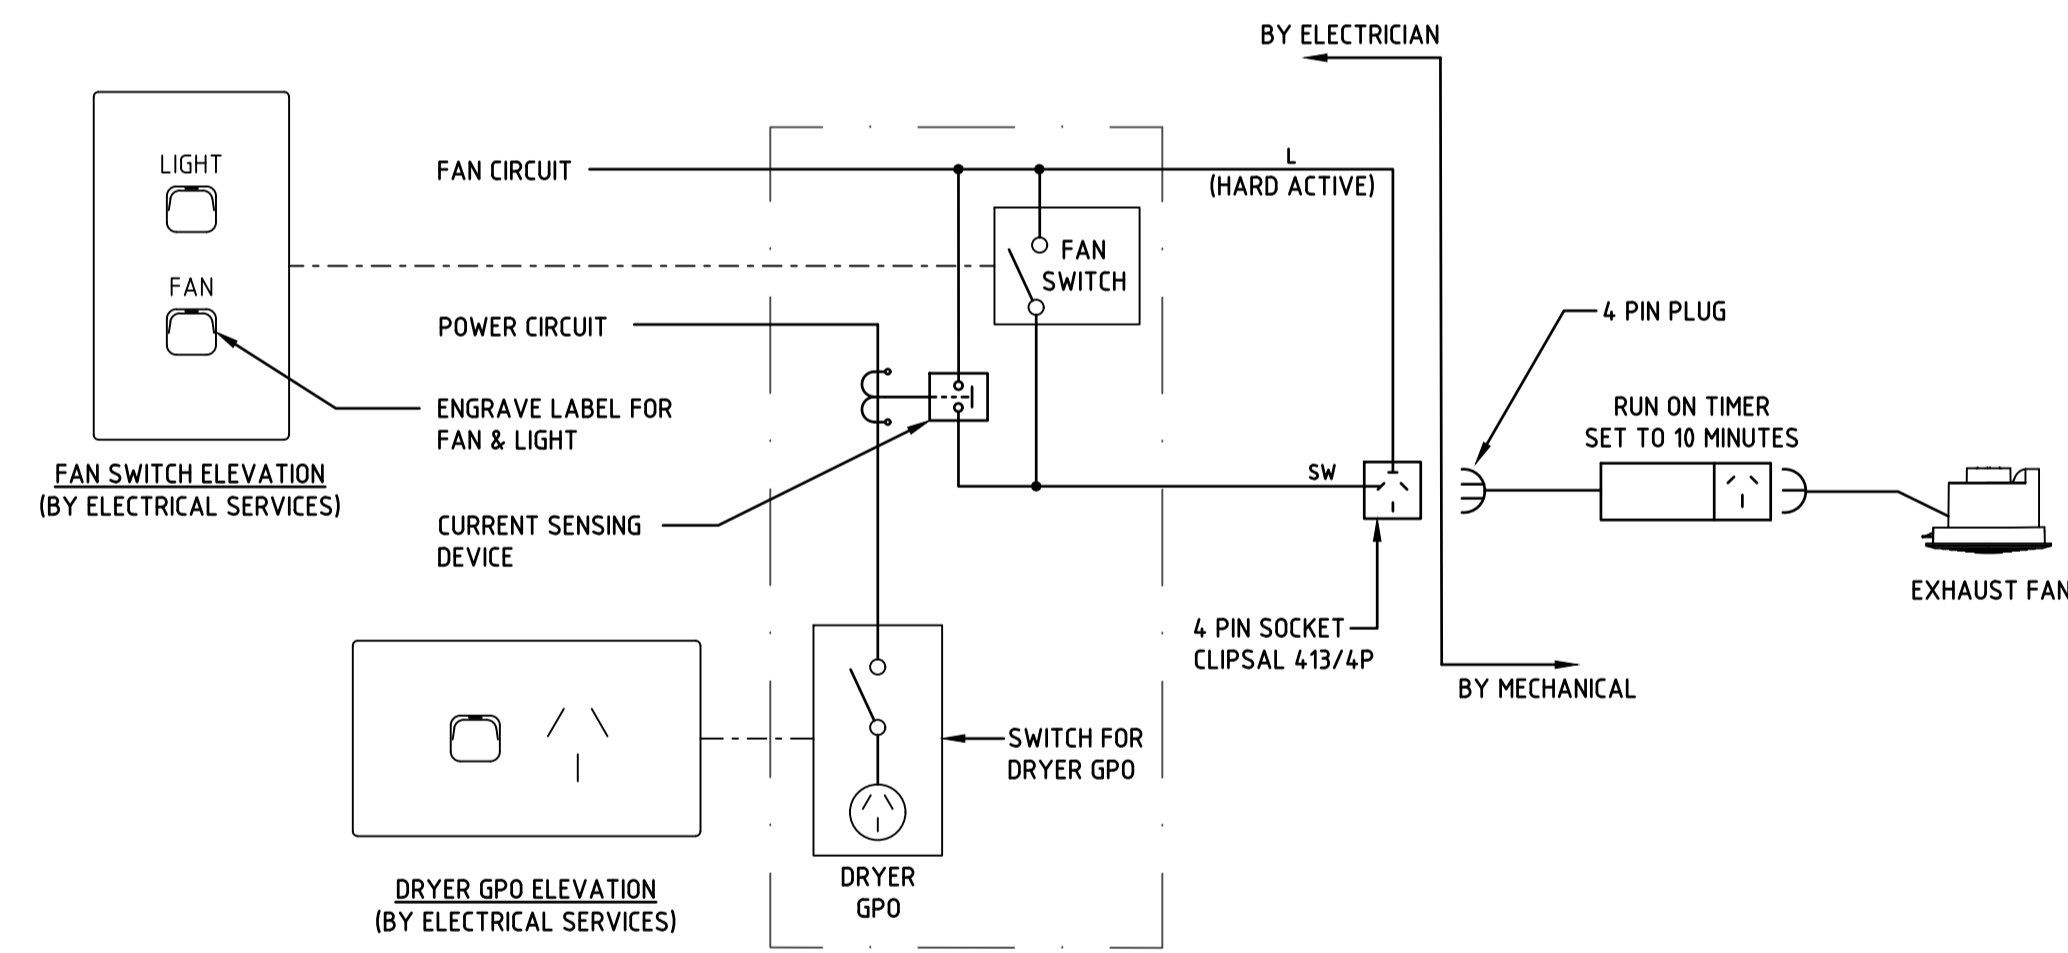 BY ELECTRICIAN
LIGHT
FAN
FAN SWITCH ELEVATION
(BY ELECTRICAL SERVICES)
FAN CIRCUIT
L
(HARD ACTIVE)
FAN
SWITCH
POWER CIRCUIT
ENGRAVE LABEL FOR
FAN & LIGHT
CURRENT SENSING
DEVICE
SW
4 PIN PLUG
RUN ON TIMER
SET TO 10 MINUTES
EXHAUST FAN
4 PIN SOCKET
CLIPSAL 413/4P
BY MECHANICAL
SWITCH FOR
DRYER GPO
DRYER
GPO
DRYER GPO ELEVATION
(BY ELECTRICAL SERVICES)